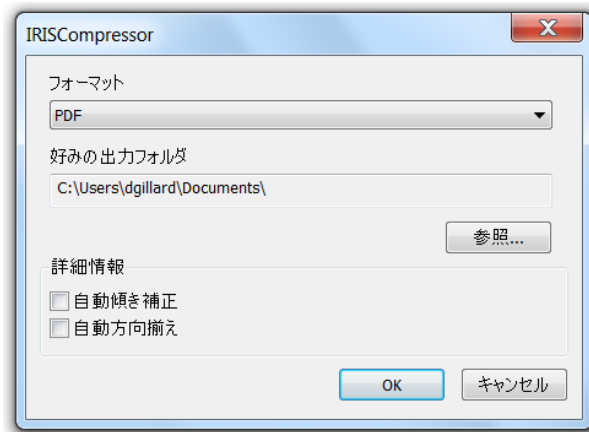 IRISCompressor
フォーマット
PDF
好みの出力フォルダ
C:\Users\dgillard\Documents\
参照...
詳細情報
自動傾き補正
自動方向揃え
OK
キャンセル